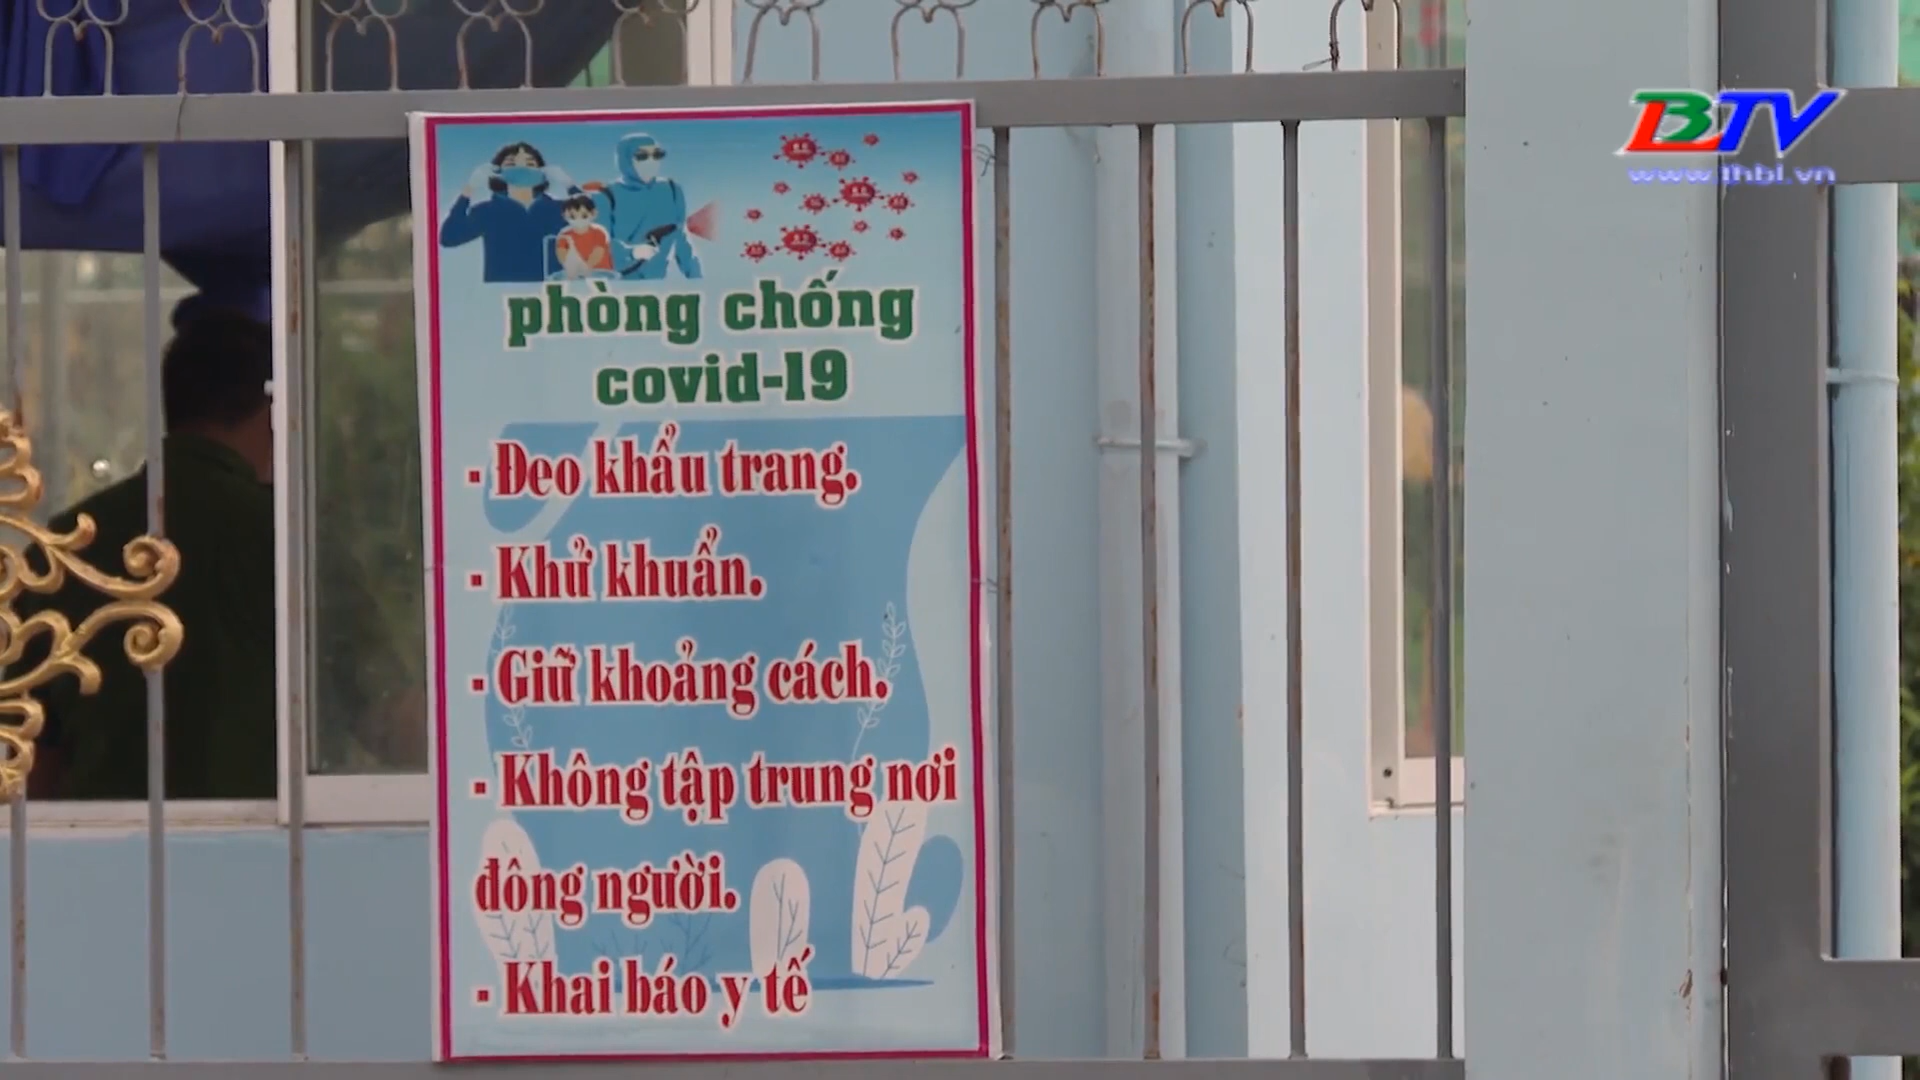 BTV
www.thbl.vn
phòng chống
covid-19
- Đeo khẩu trang.
- Khử khuẩn.
- Giữ khoảng cách.
- Không tập trung nơi
đông người.
- Khai báo y tế